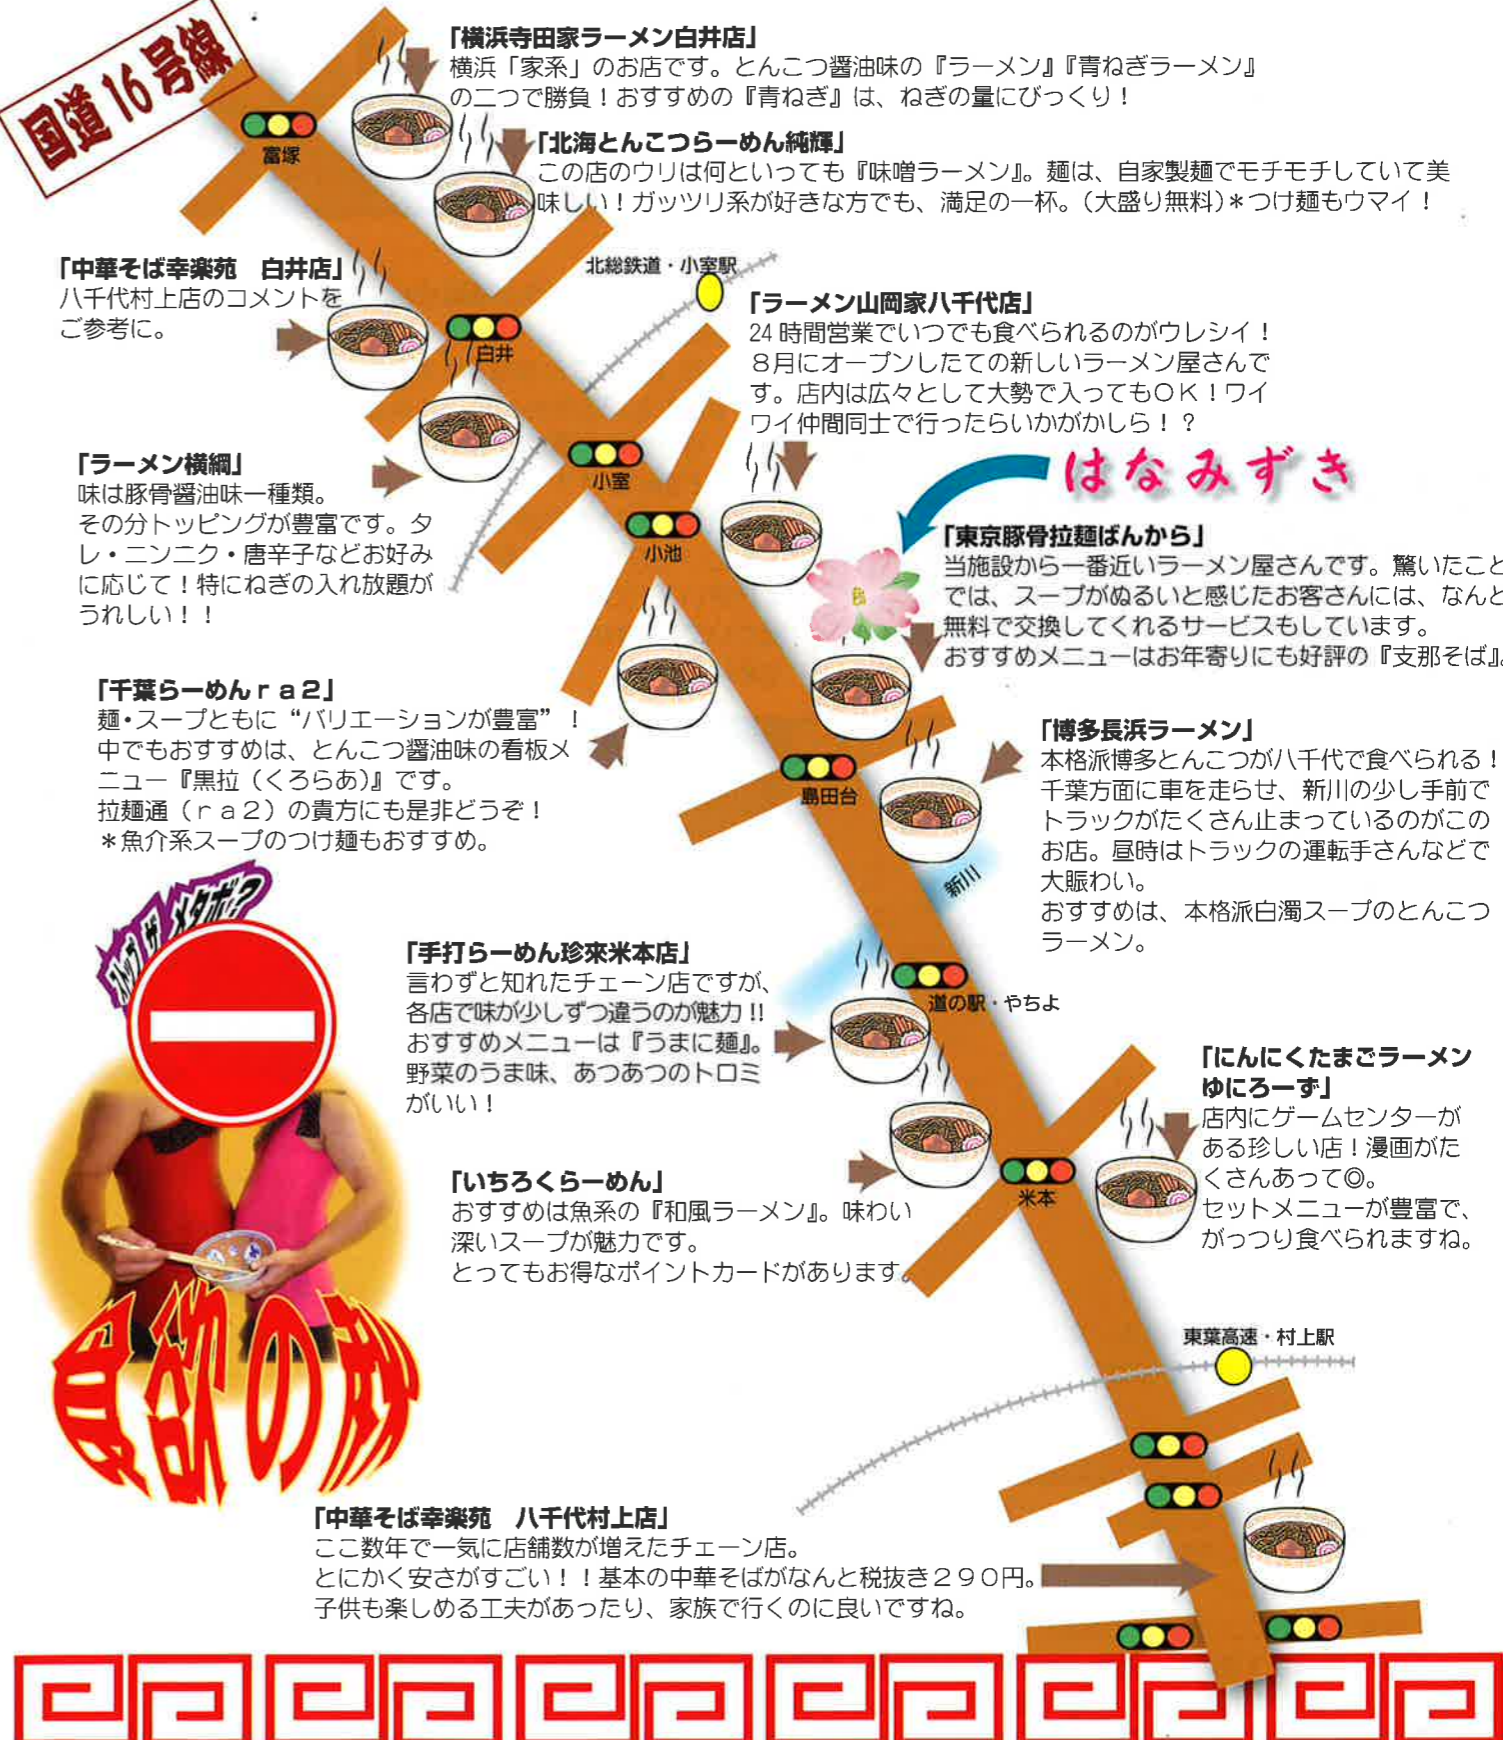 国道16号線
「横浜寺田家ラーメン白井店」
横浜「家系」のお店です。とんこつ醤油味の『ラーメン』『青ねぎラーメン』
の二つで勝負！おすすめの『青ねぎ』は、ねぎの量にびっくり！
富塚
「北海とんこつらーめん純輝」
この店のウリは何といっても『味噌ラーメン』。麺は、自家製麺でモチモチしていて美
味しい！ガッツリ系が好きな方でも、満足の一杯。（大盛り無料）＊つけ麺もウマイ！
「中華そば幸楽苑　白井店」
八千代村上店のコメントを
ご参考に。
白井
北総鉄道・小室駅
「ラーメン山岡家八千代店」
24時間営業でいつでも食べられるのがウレシイ！
８月にオープンしたての新しいラーメン屋さんで
す。店内は広々として大勢で入ってもＯＫ！ワイ
ワイ仲間同士で行ったらいかがかしら！？
「ラーメン横綱」
味は豚骨醤油味一種類。
その分トッピングが豊富です。タ
レ・ニンニク・唐辛子などお好み
に応じて！特にねぎの入れ放題が
うれしい！！
小室
小池
はなみずき
「東京豚骨拉麺ばんから」
当施設から一番近いラーメン屋さんです。驚いたこと
では、スープがぬるいと感じたお客さんには、なんと
無料で交換してくれるサービスもしています。
おすすめメニューはお年寄りにも好評の『支那そば』。
「千葉らーめんｒａ２」
麺・スープともに“バリエーションが豊富”！
中でもおすすめは、とんこつ醤油味の看板メ
ニュー『黒拉（くろらあ）』です。
拉麺通（ｒａ２）の貴方にも是非どうぞ！
＊魚介系スープのつけ麺もおすすめ。
島田台
「博多長浜ラーメン」
本格派博多とんこつが八千代で食べられる！
千葉方面に車を走らせ、新川の少し手前で
トラックがたくさん止まっているのがこの
お店。昼時はトラックの運転手さんなどで
大賑わい。
おすすめは、本格派白濁スープのとんこつ
ラーメン。
新川
ストップ ザ メタボ？
「手打らーめん珍來米本店」
言わずと知れたチェーン店ですが、
各店で味が少しずつ違うのが魅力!!
おすすめメニューは『うまに麺』。
野菜のうま味、あつあつのトロミ
がいい！
道の駅・やちよ
「にんにくたまごラーメン
ゆにろーず」
店内にゲームセンターが
ある珍しい店！漫画がた
くさんあって◎。
セットメニューが豊富で、
がっつり食べられますね。
「いちろくらーめん」
おすすめは魚系の『和風ラーメン』。味わい
深いスープが魅力です。
とってもお得なポイントカードがあります。
米本
食欲の秋
東葉高速・村上駅
「中華そば幸楽苑　八千代村上店」
ここ数年で一気に店舗数が増えたチェーン店。
とにかく安さがすごい！！基本の中華そばがなんと税抜き２９０円。
子供も楽しめる工夫があったり、家族で行くのに良いですね。